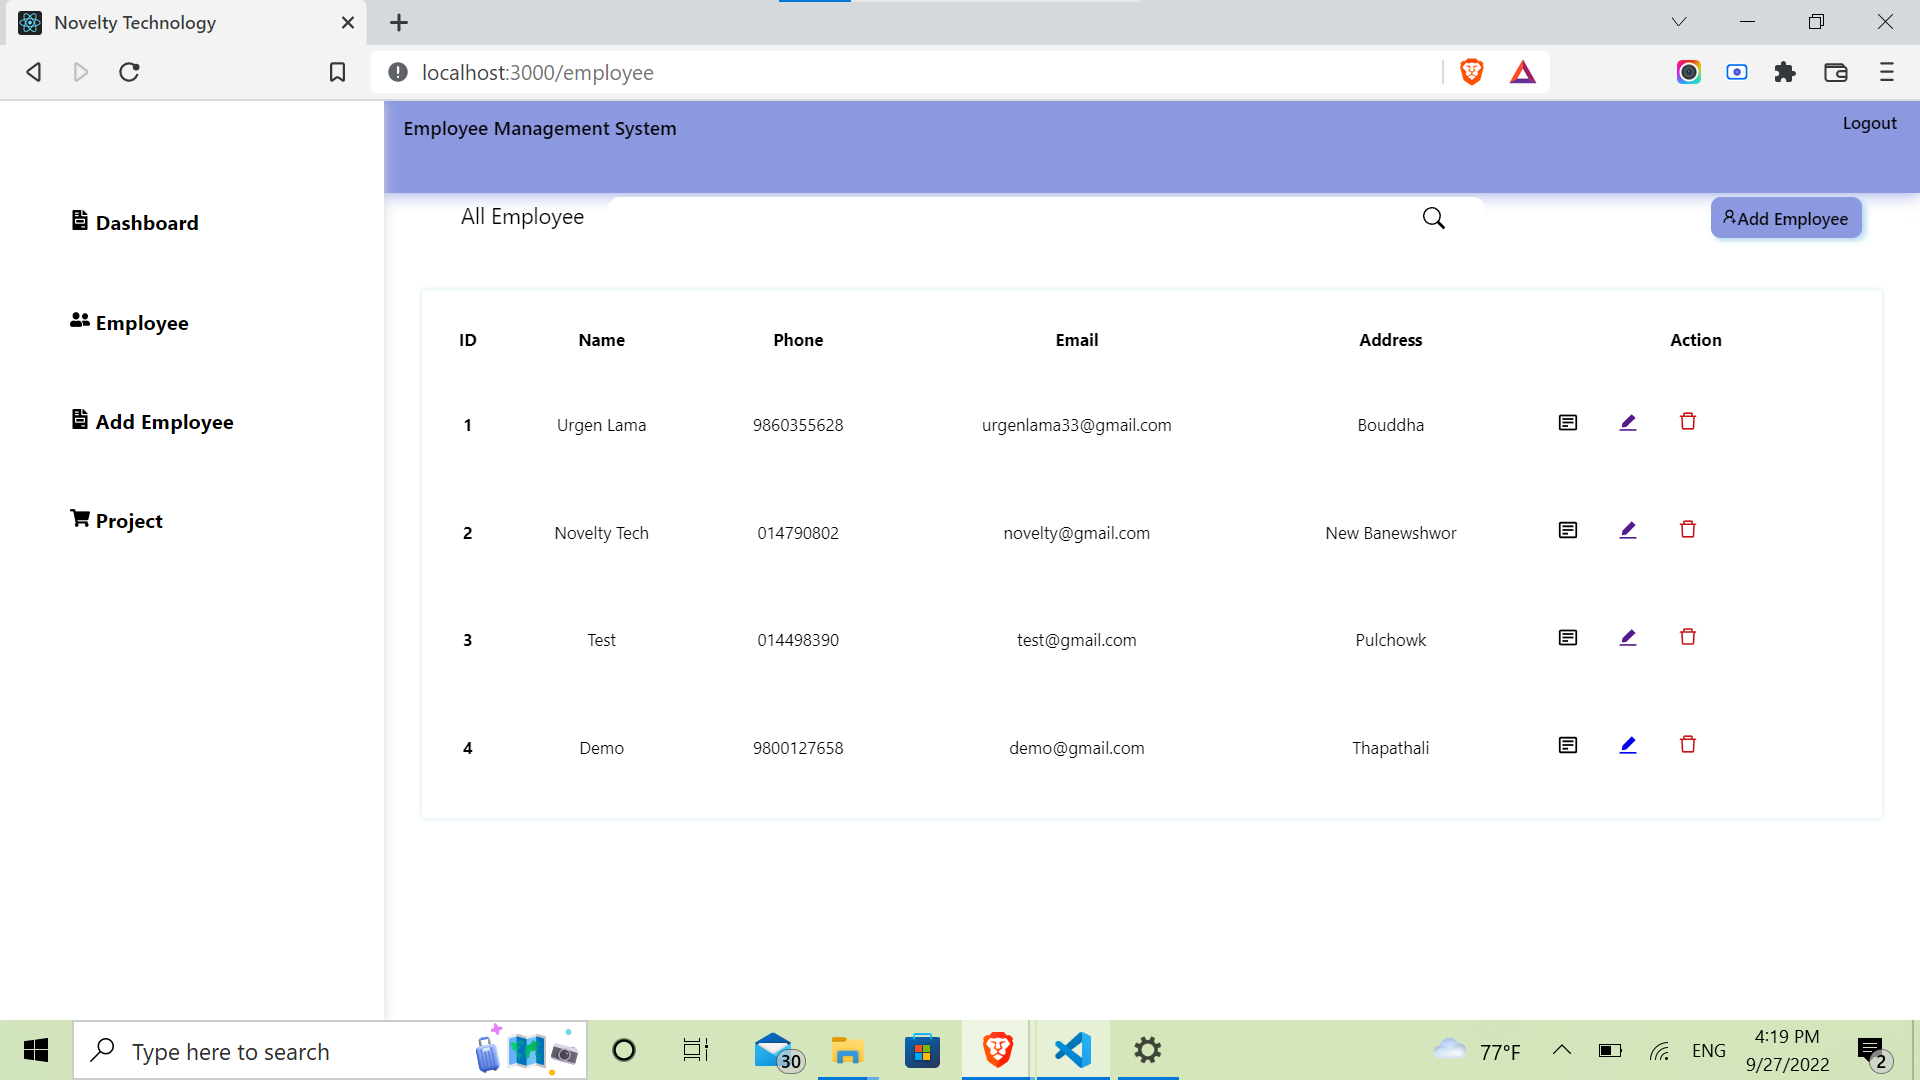 Novelty Technology
localhost:3000/employee
Employee Management System
Logout
Dashboard
Employee
Add Employee
Project
All Employee
Add Employee
ID Name Phone Email Address Action
1 Urgen Lama 9860355628 urgenlama33@gmail.com Bouddha
2 Novelty Tech 014790802 novelty@gmail.com New Banewshwor
3 Test 014498390 test@gmail.com Pulchowk
4 Demo 9800127658 demo@gmail.com Thapathali
Type here to search
30
77°F
ENG
4:19 PM
9/27/2022
2